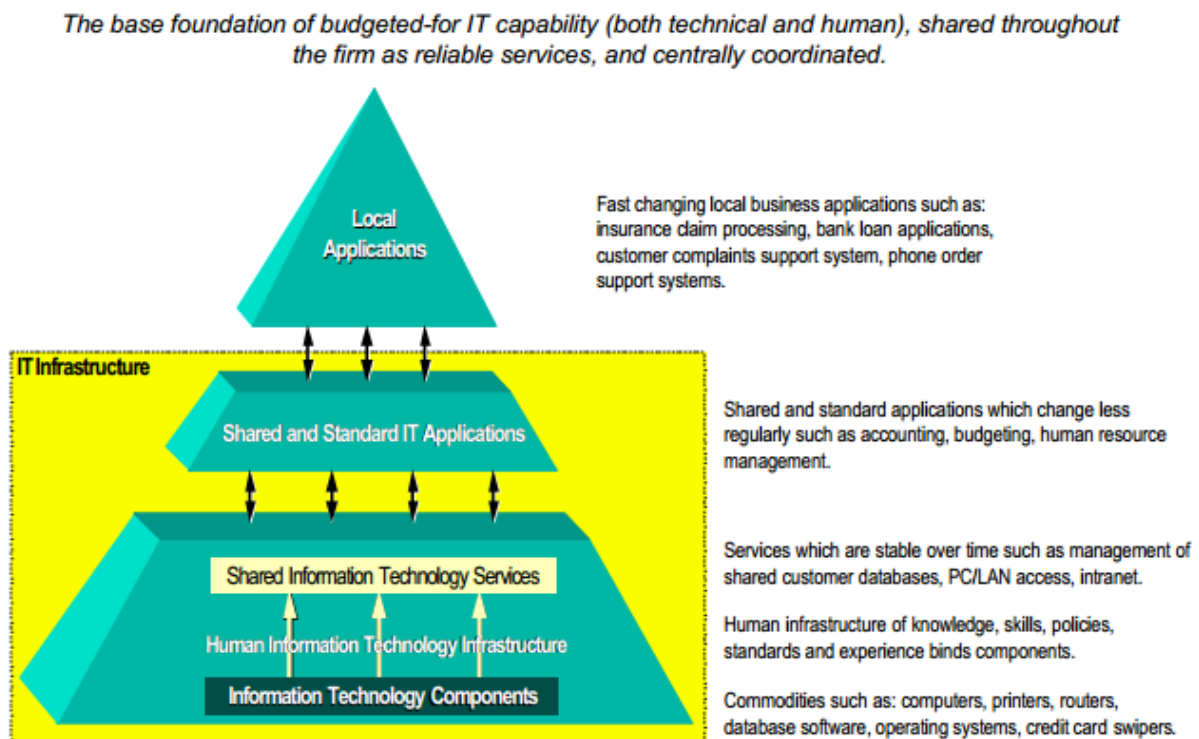 The base foundation of budgeted-for IT capability (both technical and human), shared throughout
the firm as reliable services, and centrally coordinated.
Local
Applications
Fast changing local business applications such as:
insurance claim processing, bank loan applications,
customer complaints support system, phone order
support systems.
IT Infrastructure
Shared and Standard IT Applications
Shared and standard applications which change less
regularly such as accounting, budgeting, human resource
management.
Shared Information Technology Services
Services which are stable over time such as management of
shared customer databases, PC/LAN access, intranet.
Human Information Technology Infrastructure
Human infrastructure of knowledge, skills, policies,
standards and experience binds components.
Information Technology Components
Commodities such as: computers, printers, routers,
database software, operating systems, credit card swipers.